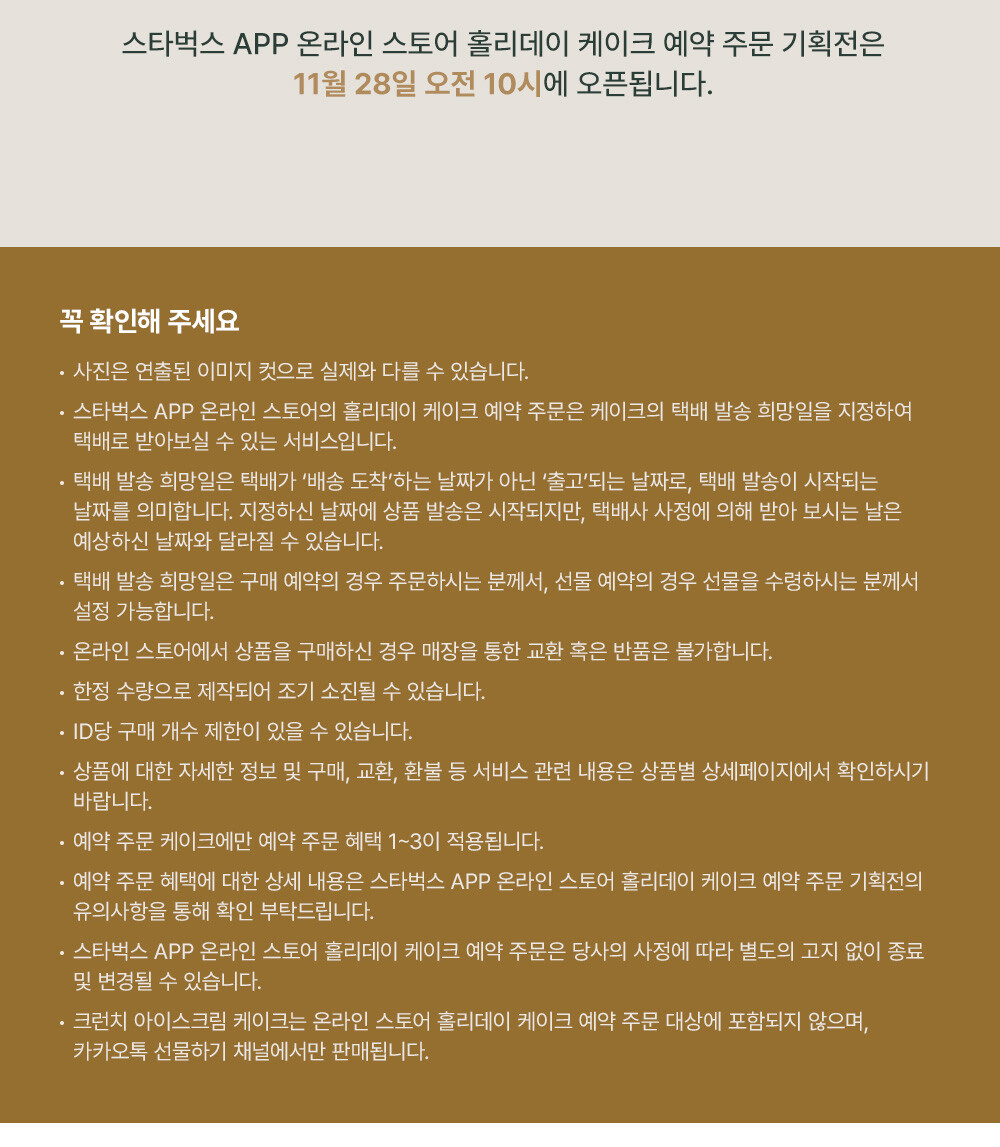 스타벅스 APP 온라인 스토어 홀리데이 케이크 예약 주문 기획전은
11월 28일 오전 10시에 오픈됩니다.
꼭 확인해 주세요
• 사진은 연출된 이미지 컷으로 실제와 다를 수 있습니다.
• 스타벅스 APP 온라인 스토어의 홀리데이 케이크 예약 주문은 케이크의 택배 발송 희망일을 지정하여
택배로 받아보실 수 있는 서비스입니다.
• 택배 발송 희망일은 택배가 ‘배송 도착’하는 날짜가 아닌 ‘출고’되는 날짜로, 택배 발송이 시작되는
날짜를 의미합니다. 지정하신 날짜에 상품 발송은 시작되지만, 택배사 사정에 의해 받아 보시는 날은
예상하신 날짜와 달라질 수 있습니다.
• 택배 발송 희망일은 구매 예약의 경우 주문하시는 분께서, 선물 예약의 경우 선물을 수령하시는 분께서
설정 가능합니다.
• 온라인 스토어에서 상품을 구매하신 경우 매장을 통한 교환 혹은 반품은 불가합니다.
• 한정 수량으로 제작되어 조기 소진될 수 있습니다.
• ID당 구매 개수 제한이 있을 수 있습니다.
• 상품에 대한 자세한 정보 및 구매, 교환, 환불 등 서비스 관련 내용은 상품별 상세페이지에서 확인하시기
바랍니다.
• 예약 주문 케이크에만 예약 주문 혜택 1~3이 적용됩니다.
• 예약 주문 혜택에 대한 상세 내용은 스타벅스 APP 온라인 스토어 홀리데이 케이크 예약 주문 기획전의
유의사항을 통해 확인 부탁드립니다.
• 스타벅스 APP 온라인 스토어 홀리데이 케이크 예약 주문은 당사의 사정에 따라 별도의 고지 없이 종료
및 변경될 수 있습니다.
• 크런치 아이스크림 케이크는 온라인 스토어 홀리데이 케이크 예약 주문 대상에 포함되지 않으며,
카카오톡 선물하기 채널에서만 판매됩니다.